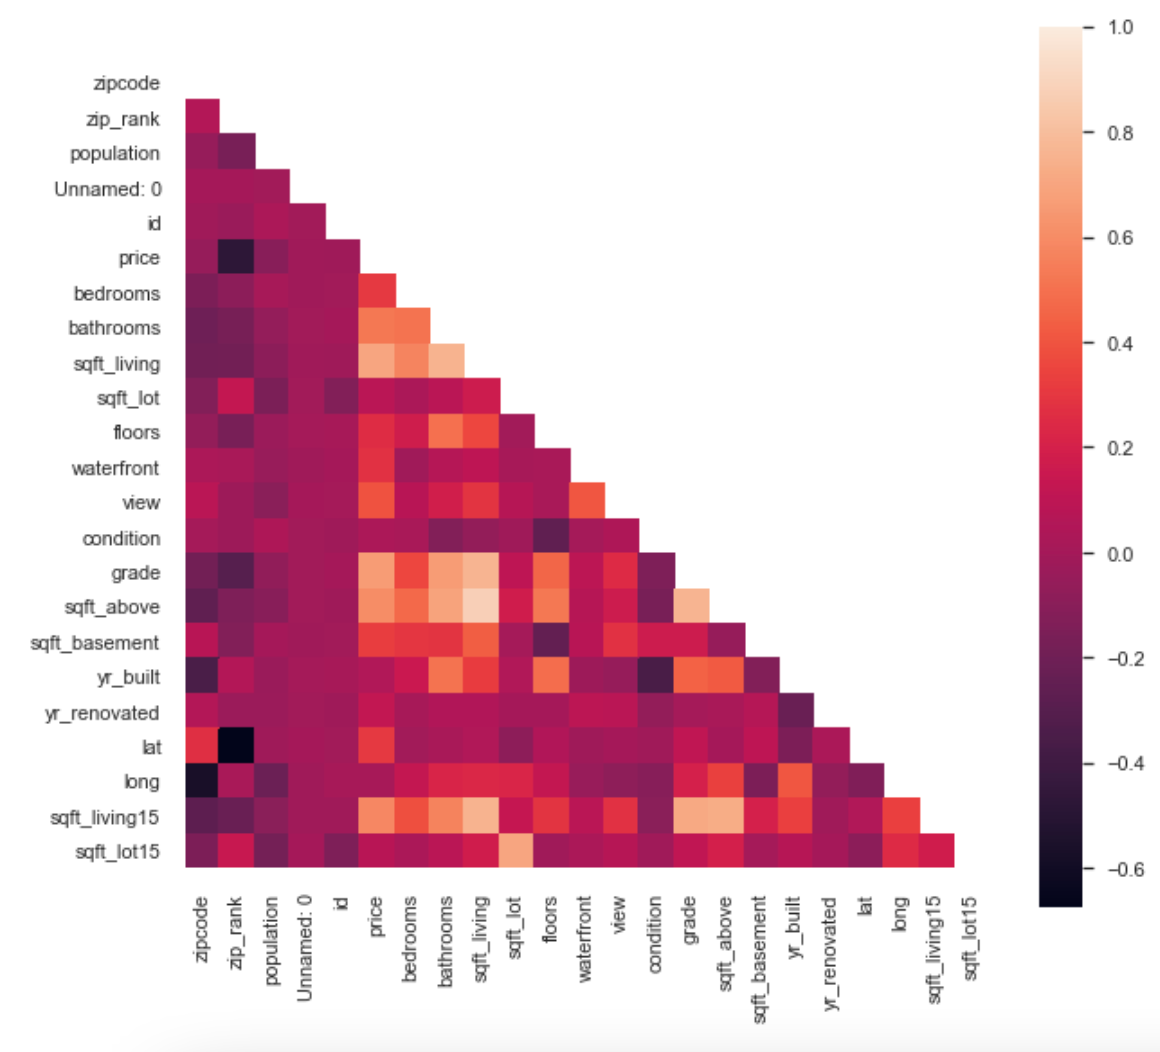 1.0
zipcode
0.8
zip_rank
population
Unnamed: 0
0.6
id
price
bedrooms
0.4
bathrooms
sqft_living
sqft_lot
0.2
floors
waterfront
view
0.0
condition
grade
sqft_above
−0.2
sqft_basement
yr_built
yr_renovated
−0.4
lat
long
sqft_living15
−0.6
sqft_lot15
zipcode
zip_rank
population
Unnamed: 0
id
price
bedrooms
bathrooms
sqft_living
sqft_lot
floors
waterfront
view
condition
grade
sqft_above
sqft_basement
yr_built
yr_renovated
lat
long
sqft_living15
sqft_lot15